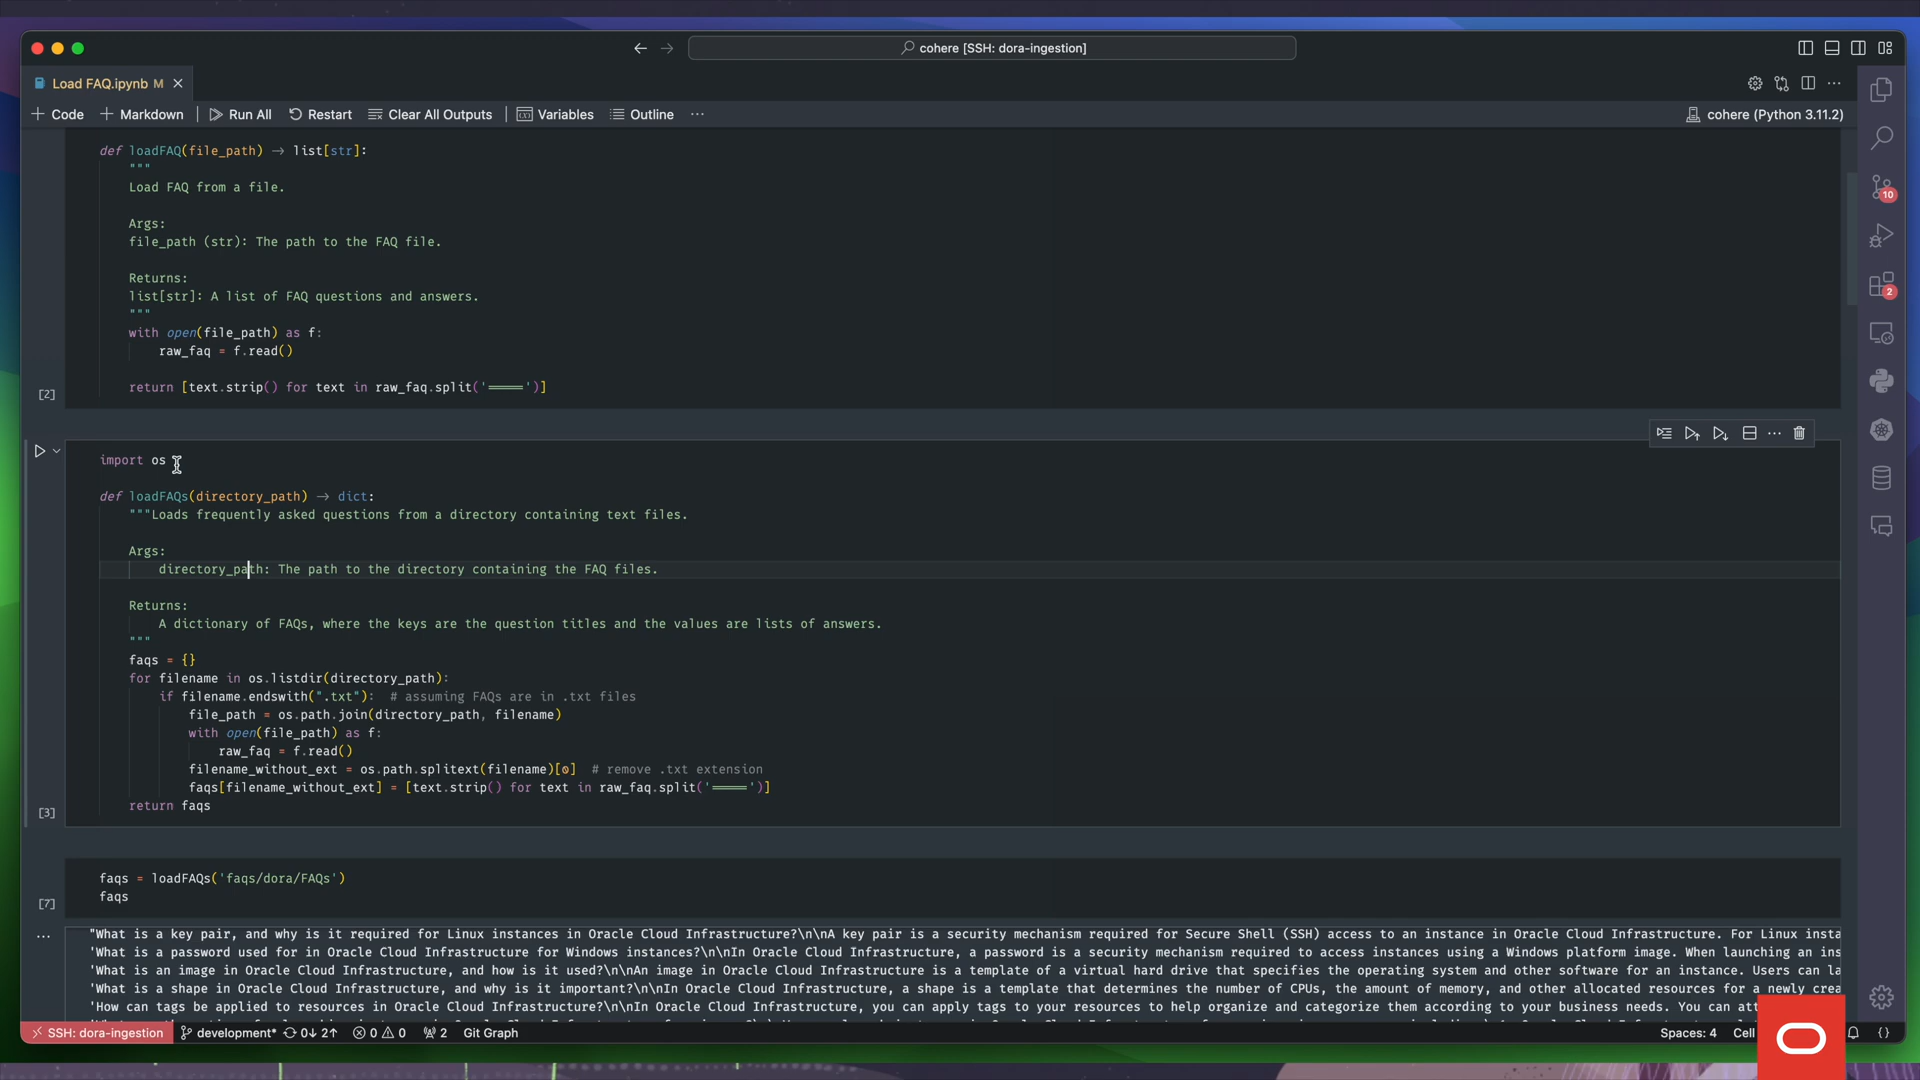 cohere [SSH: dora-ingestion]
Load FAQ.ipynb M
Code
Markdown
Run All
Restart
Clear All Outputs
Variables
Outline
cohere (Python 3.11.2)
def loadFAQ(file_path) -> list[str]:
"""
Load FAQ from a file.
Args:
file_path (str): The path to the FAQ file.
Returns:
list[str]: A list of FAQ questions and answers.
"""
with open(file_path) as f:
raw_faq = f.read()
return [text.strip() for text in raw_faq.split('=====')]
[2]
import os
def loadFAQs(directory_path) -> dict:
"""Loads frequently asked questions from a directory containing text files.
Args:
directory_path: The path to the directory containing the FAQ files.
Returns:
A dictionary of FAQs, where the keys are the question titles and the values are lists of answers.
"""
faqs = {}
for filename in os.listdir(directory_path):
if filename.endswith(".txt"): # assuming FAQs are in .txt files
file_path = os.path.join(directory_path, filename)
with open(file_path) as f:
raw_faq = f.read()
filename_without_ext = os.path.splitext(filename)[0] # remove .txt extension
faqs[filename_without_ext] = [text.strip() for text in raw_faq.split('=====')]
return faqs
[3]
faqs = loadFAQs('faqs/dora/FAQs')
faqs
[7]
"What is a key pair, and why is it required for Linux instances in Oracle Cloud Infrastructure?\n\nA key pair is a security mechanism required for Secure Shell (SSH) access to an instance in Oracle Cloud Infrastructure. For Linux insta
'What is a password used for in Oracle Cloud Infrastructure for Windows instances?\n\nIn Oracle Cloud Infrastructure, a password is a security mechanism required to access instances using a Windows platform image. When launching an ins
'What is an image in Oracle Cloud Infrastructure, and how is it used?\n\nAn image in Oracle Cloud Infrastructure is a template of a virtual hard drive that specifies the operating system and other software for an instance. Users can la
'What is a shape in Oracle Cloud Infrastructure, and why is it important?\n\nIn Oracle Cloud Infrastructure, a shape is a template that determines the number of CPUs, the amount of memory, and other allocated resources for a newly crea
'How can tags be applied to resources in Oracle Cloud Infrastructure?\n\nIn Oracle Cloud Infrastructure, you can apply tags to your resources to help organize and categorize them according to your business needs. You can att
10
2
SSH: dora-ingestion
development*
0↓ 2↑
0
0
2
Git Graph
Spaces: 4
Cell